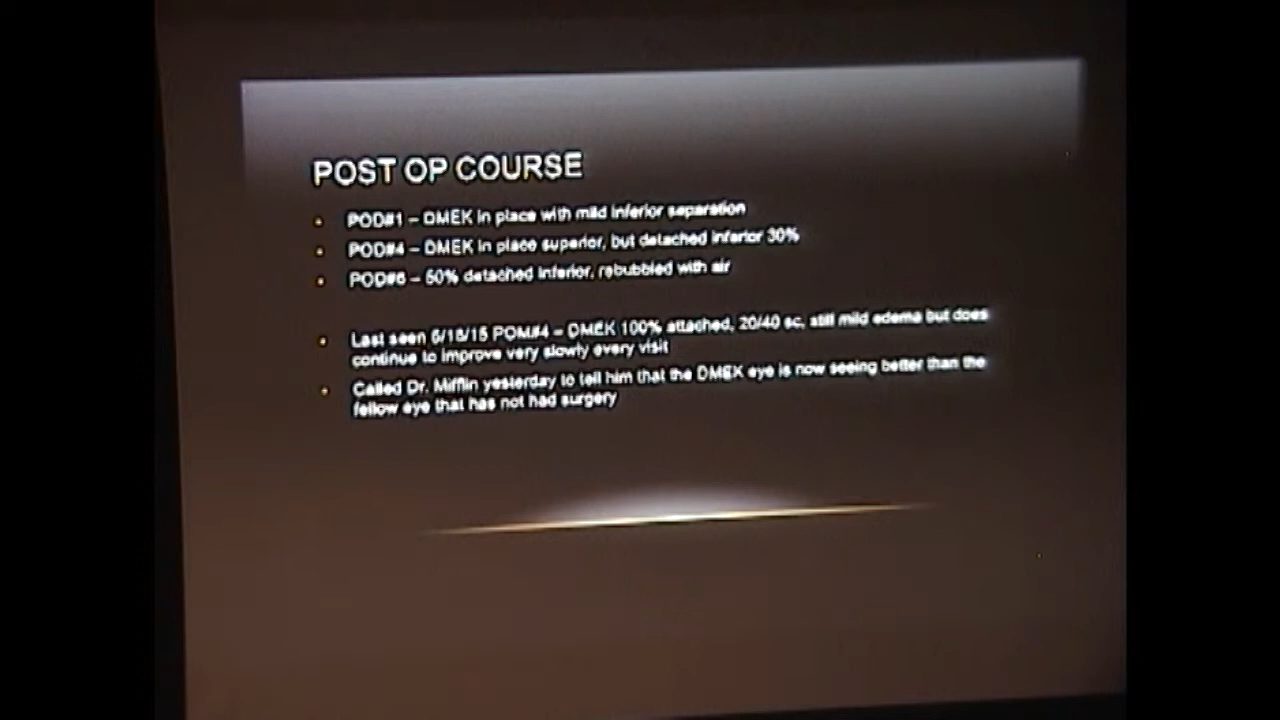 POST OP COURSE
• POD#1 – DMEK in place with mild inferior separation
• POD#4 – DMEK in place superior, but detached inferior 30%
• POD#6 – 50% detached inferior, rebubbled with air
• Last seen 6/18/15 POM#4 – DMEK 100% attached, 20/40 sc, still mild edema but does
continue to improve very slowly every visit
• Called Dr. Mifflin yesterday to tell him that the DMEK eye is now seeing better than the
fellow eye that has not had surgery